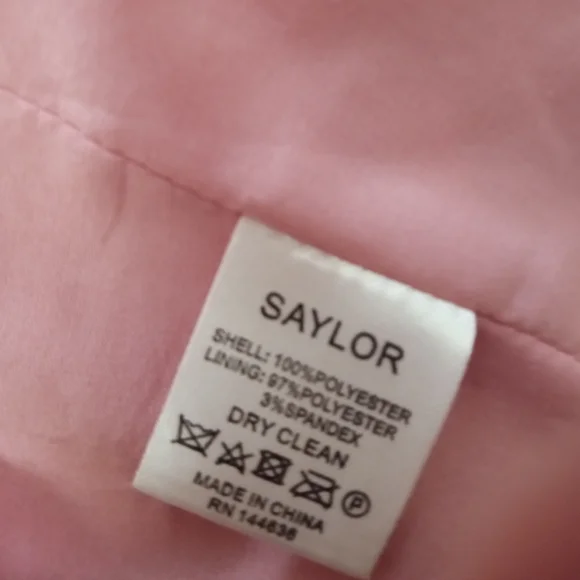 SAYLOR
SHELL: 100%POLYESTER
LINING: 97%POLYESTER
3%SPANDEX
DRY CLEAN
P
MADE IN CHINA
RN 144636